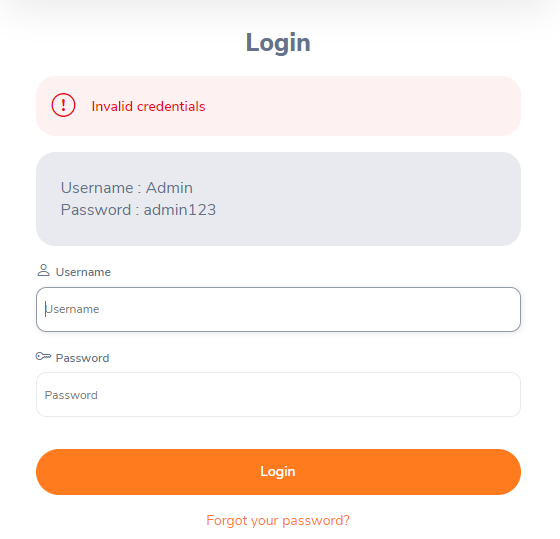 Login
Invalid credentials
Username : Admin
Password : admin123
Username
Username
Password
Password
Login
Forgot your password?